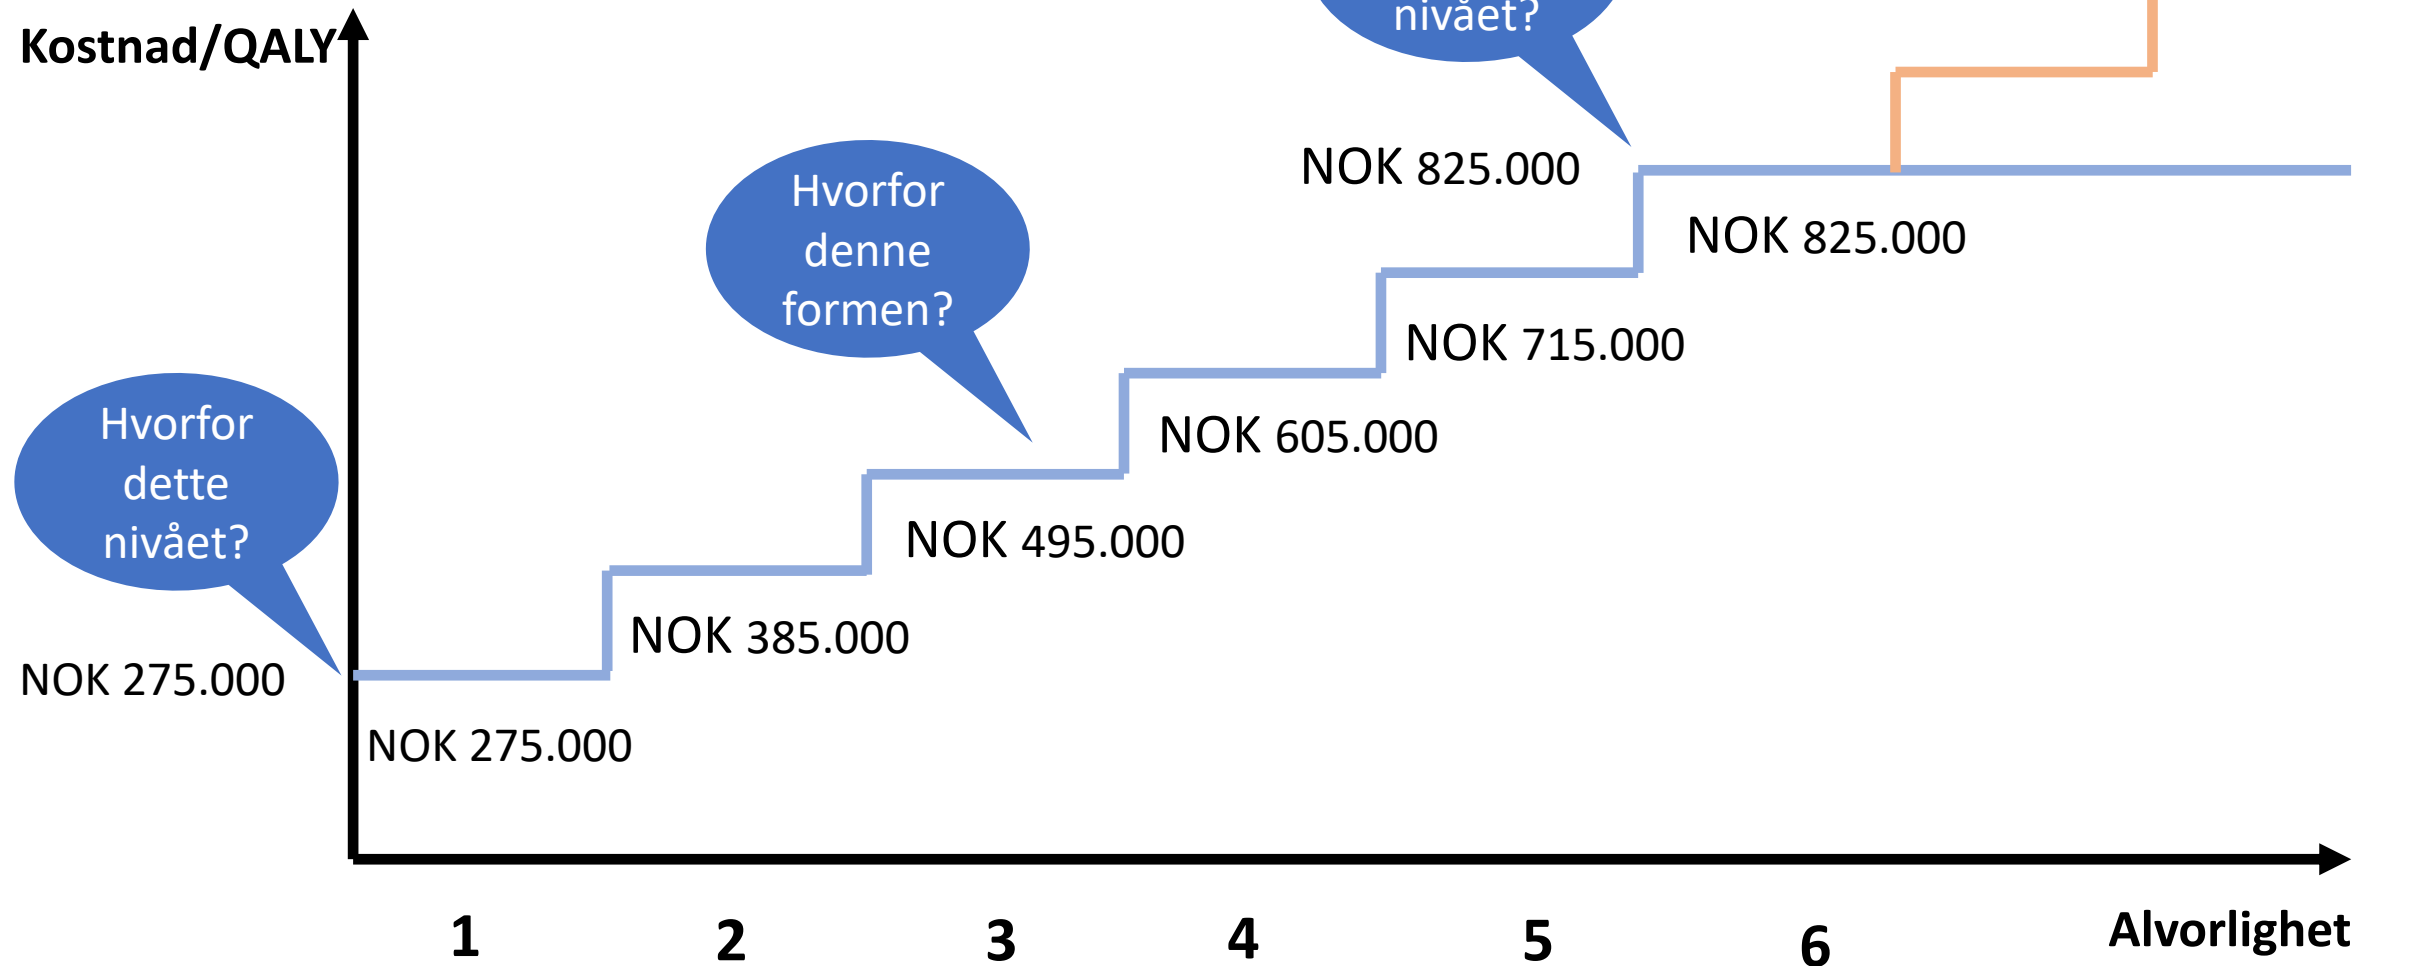 nivået?
Kostnad/QALY
NOK 825.000
Hvorfor
denne
formen?
NOK 825.000
NOK 715.000
Hvorfor
dette
nivået?
NOK 605.000
NOK 495.000
NOK 385.000
NOK 275.000
NOK 275.000
1 2 3 4 5 6 Alvorlighet